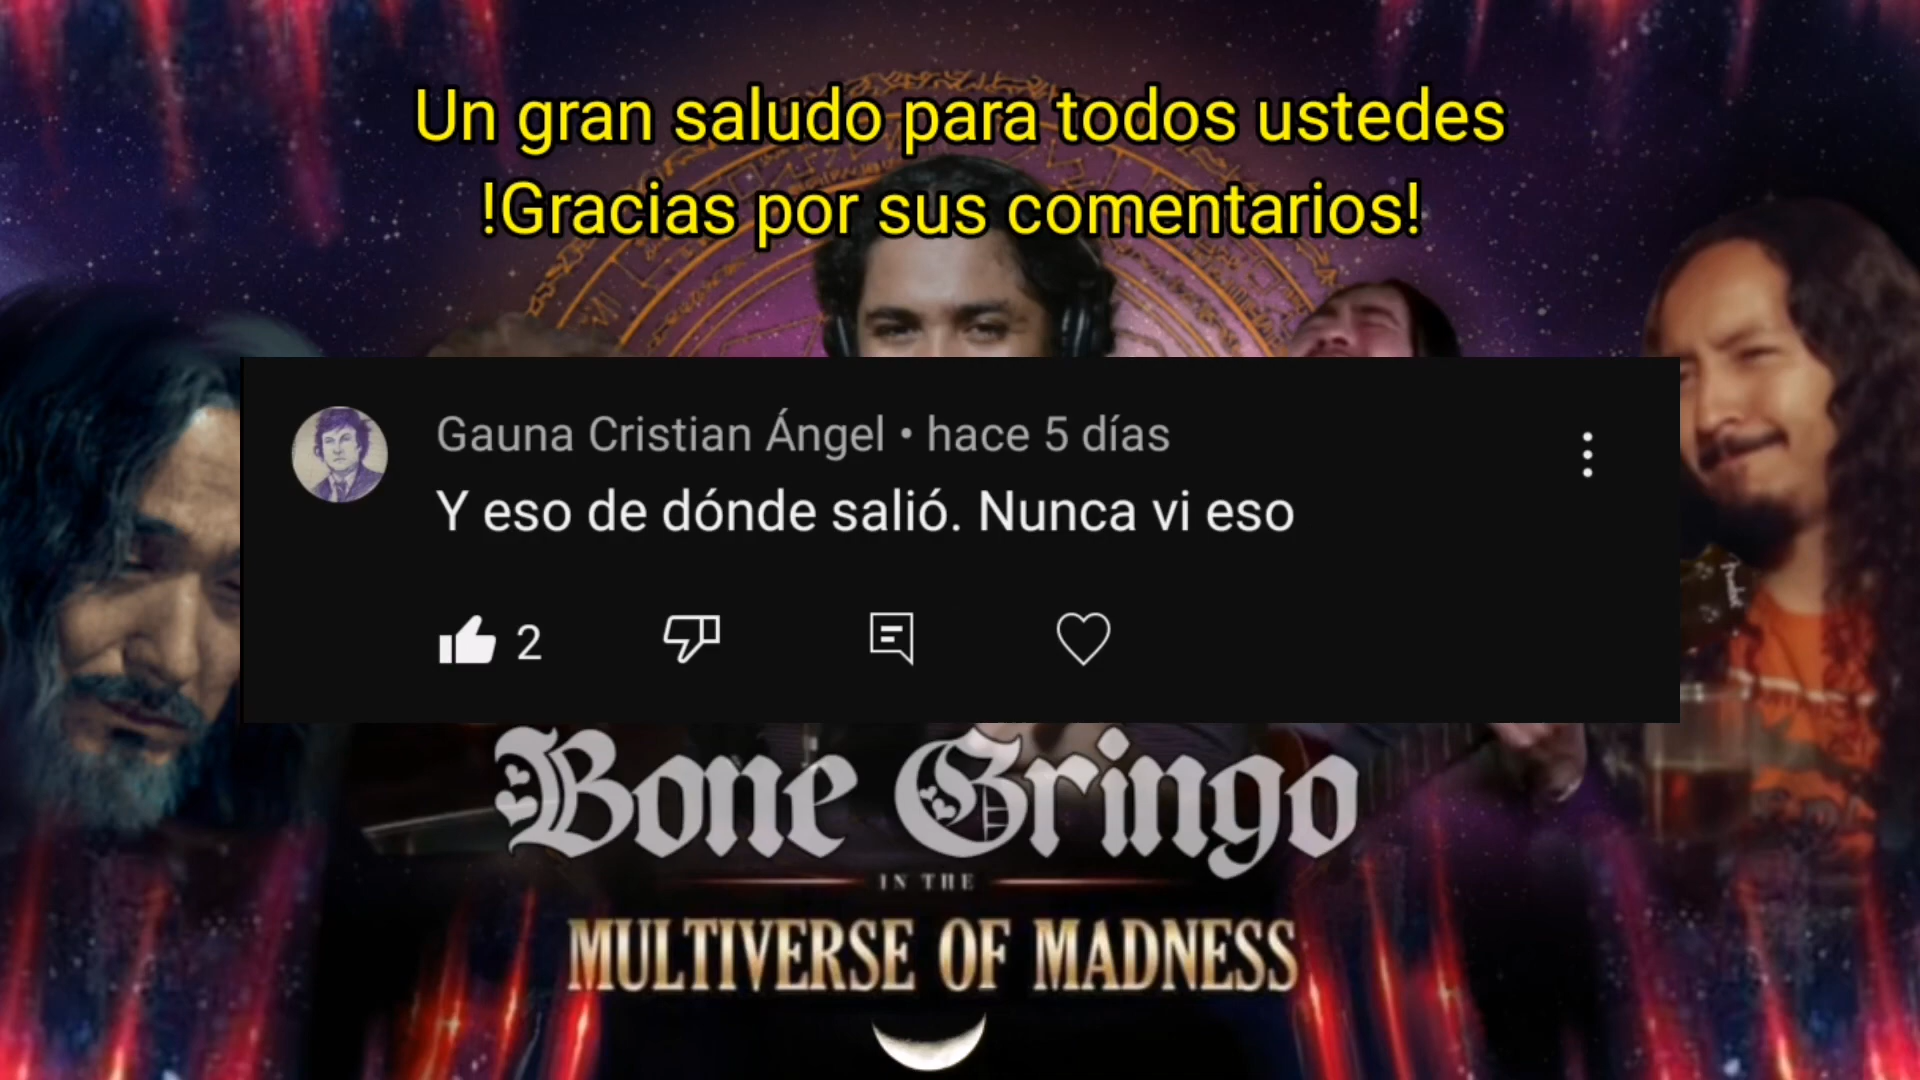 Un gran saludo para todos ustedes
!Gracias por sus comentarios!
Gauna Cristian Ángel • hace 5 días
Y eso de dónde salió. Nunca vi eso
2
Bone Gringo
IN THE
MULTIVERSE OF MADNESS